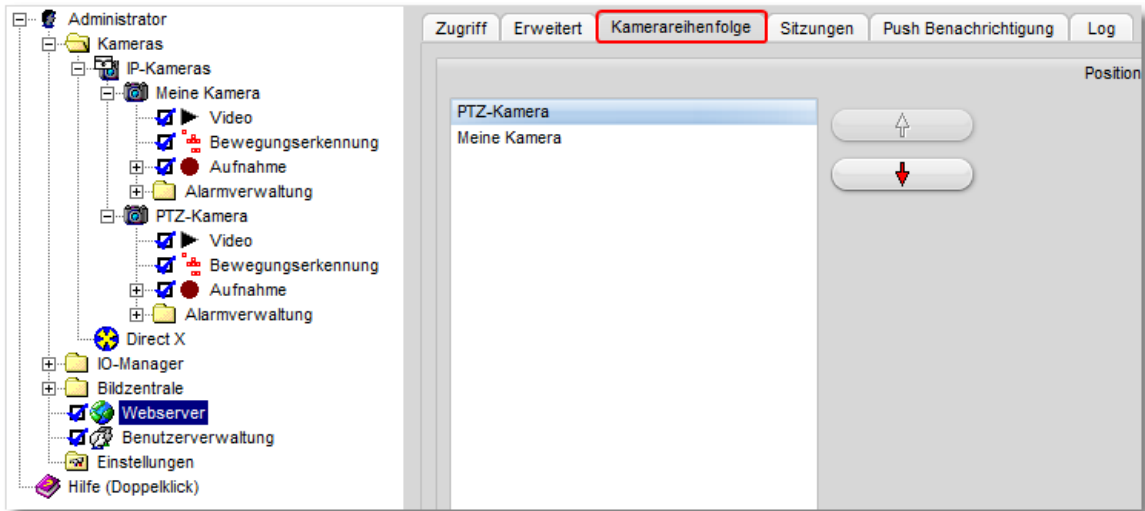 Administrator
Kameras
IP-Kameras
Meine Kamera
Video
Bewegungserkennung
Aufnahme
Alarmverwaltung
PTZ-Kamera
Video
Bewegungserkennung
Aufnahme
Alarmverwaltung
Direct X
IO-Manager
Bildzentrale
Webserver
Benutzerverwaltung
Einstellungen
Hilfe (Doppelklick)
Zugriff
Erweitert
Kamerareihenfolge
Sitzungen
Push Benachrichtigung
Log
Position
PTZ-Kamera
Meine Kamera